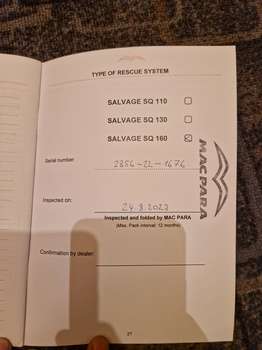 TYPE OF RESCUE SYSTEM
SALVAGE SQ 110
SALVAGE SQ 130
SALVAGE SQ 160
MAC PARA
Serial number: 2856-22-1676
Inspected on: 24.8.2023
Inspected and folded by MAC PARA
(Max. Pack interval: 12 months)
Confirmation by dealer: